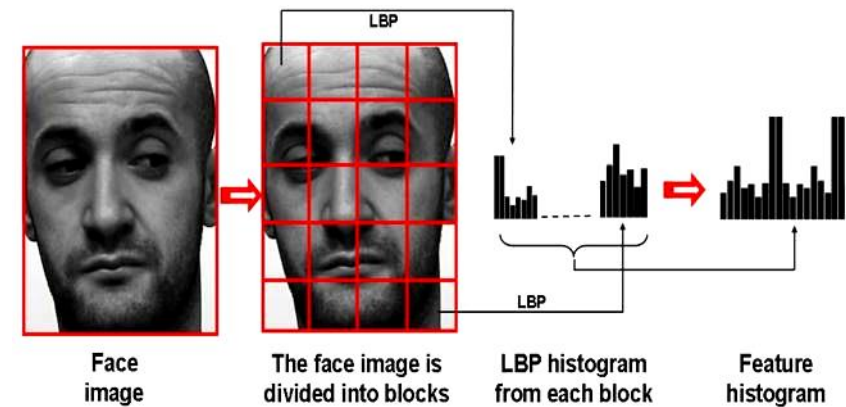 LBP
LBP
Face
image
The face image is
divided into blocks
LBP histogram
from each block
Feature
histogram